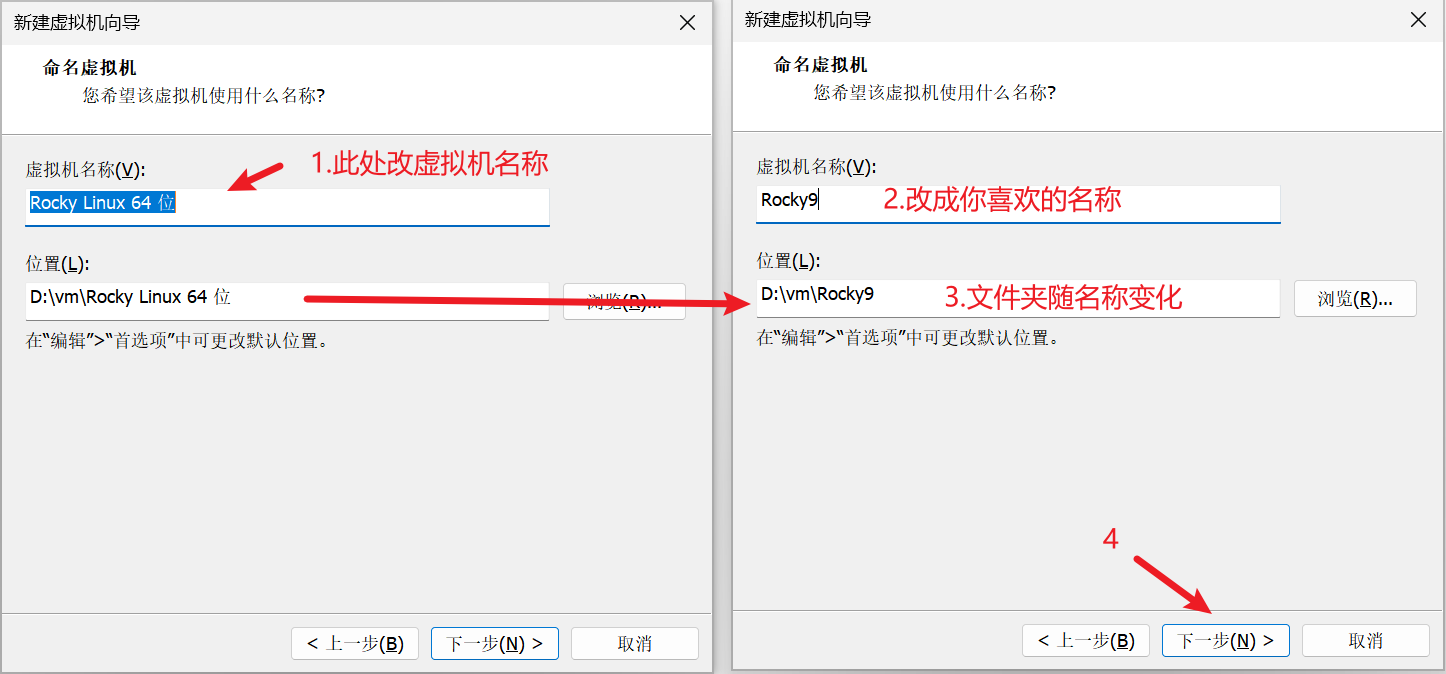 新建虚拟机向导
命名虚拟机
您希望该虚拟机使用什么名称?
虚拟机名称(V):
1.此处改虚拟机名称
Rocky Linux 64 位
位置(L):
D:\vm\Rocky Linux 64 位
浏览(R)...
在“编辑”>“首选项”中可更改默认位置。
< 上一步(B)
下一步(N) >
取消
新建虚拟机向导
命名虚拟机
您希望该虚拟机使用什么名称?
虚拟机名称(V):
Rocky9
2.改成你喜欢的名称
位置(L):
D:\vm\Rocky9
3.文件夹随名称变化
浏览(R)...
在“编辑”>“首选项”中可更改默认位置。
4
< 上一步(B)
下一步(N) >
取消